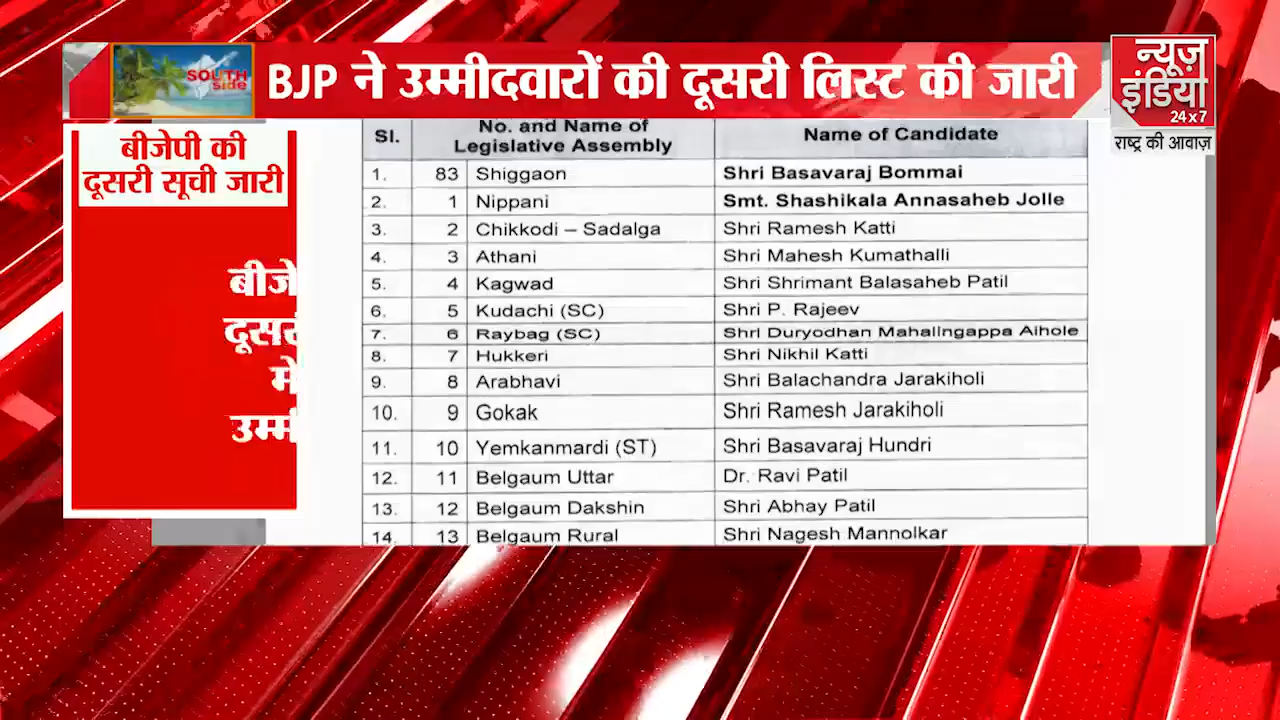 SOUTH
Side
BJP ने उम्मीदवारों की दूसरी लिस्ट की जारी
न्यूज़
इंडिया
24x7
राष्ट्र की आवाज़
बीजेपी की
दूसरी सूची जारी
बीजे
दूसर
में
उम्मी
Sl. No. and Name of Legislative Assembly Name of Candidate
1. 83 Shiggaon Shri Basavaraj Bommai
2. 1 Nippani Smt. Shashikala Annasaheb Jolle
3. 2 Chikkodi – Sadalga Shri Ramesh Katti
4. 3 Athani Shri Mahesh Kumathalli
5. 4 Kagwad Shri Shrimant Balasaheb Patil
6. 5 Kudachi (SC) Shri P. Rajeev
7. 6 Raybag (SC) Shri Duryodhan Mahalingappa Aihole
8. 7 Hukkeri Shri Nikhil Katti
9. 8 Arabhavi Shri Balachandra Jarakiholi
10. 9 Gokak Shri Ramesh Jarakiholi
11. 10 Yemkanmardi (ST) Shri Basavaraj Hundri
12. 11 Belgaum Uttar Dr. Ravi Patil
13. 12 Belgaum Dakshin Shri Abhay Patil
14. 13 Belgaum Rural Shri Nagesh Mannolkar